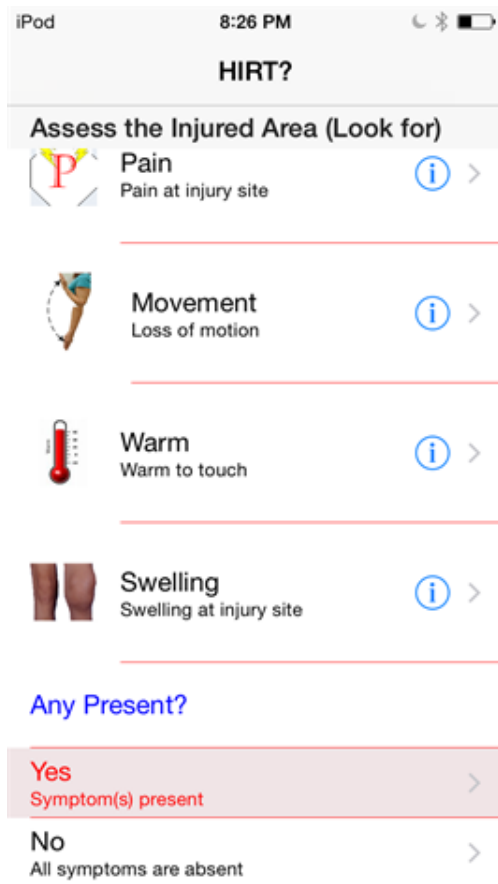 iPod 8:26 PM
HIRT?
Assess the Injured Area (Look for)
P
Pain
Pain at injury site
Movement
Loss of motion
Warm
Warm to touch
Swelling
Swelling at injury site
Any Present?
Yes
Symptom(s) present
No
All symptoms are absent